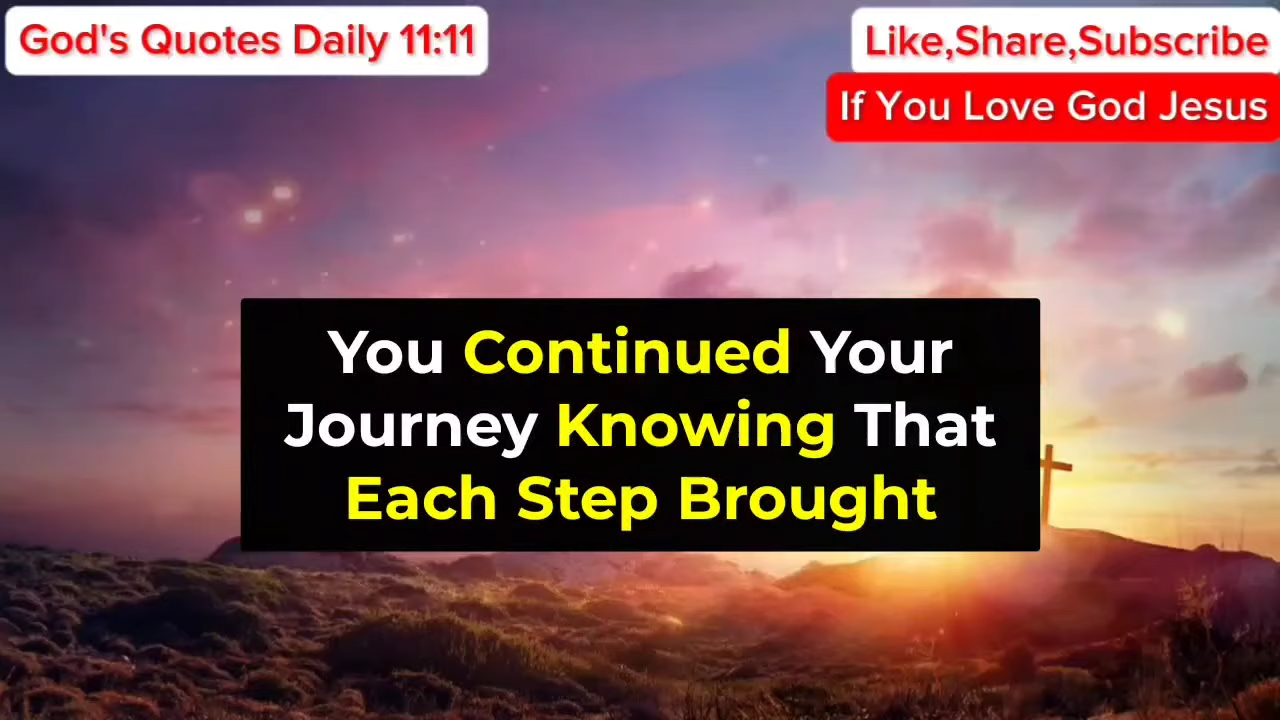 God's Quotes Daily 11:11
Like,Share,Subscribe
If You Love God Jesus
You Continued Your
Journey Knowing That
Each Step Brought